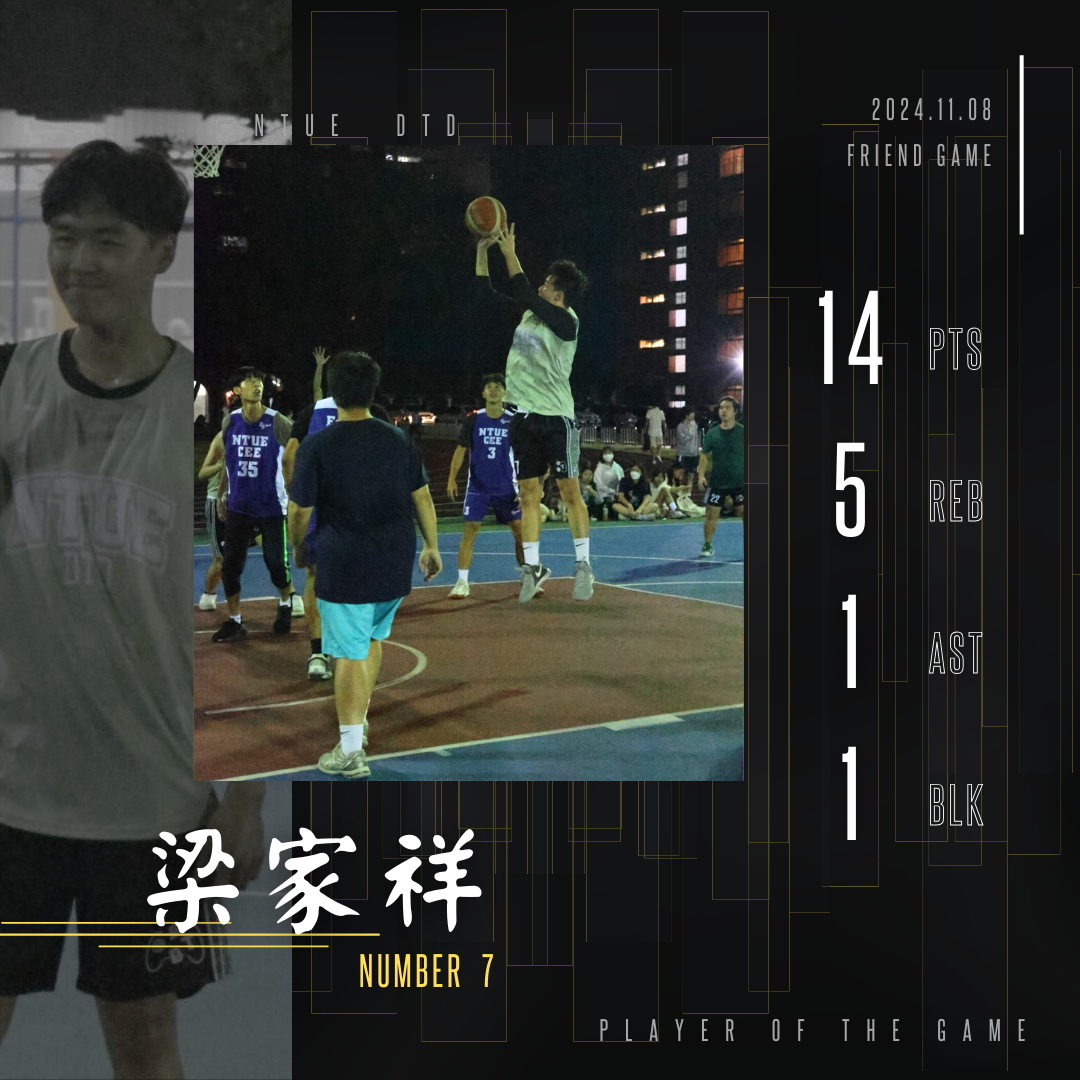 NTUE DTD
2024.11.08
FRIEND GAME
14 PTS
5 REB
1 AST
1 BLK
NTUE
CEE
35
NTUE
CEE
3
22
NTUE
梁家祥
NUMBER 7
PLAYER OF THE GAME